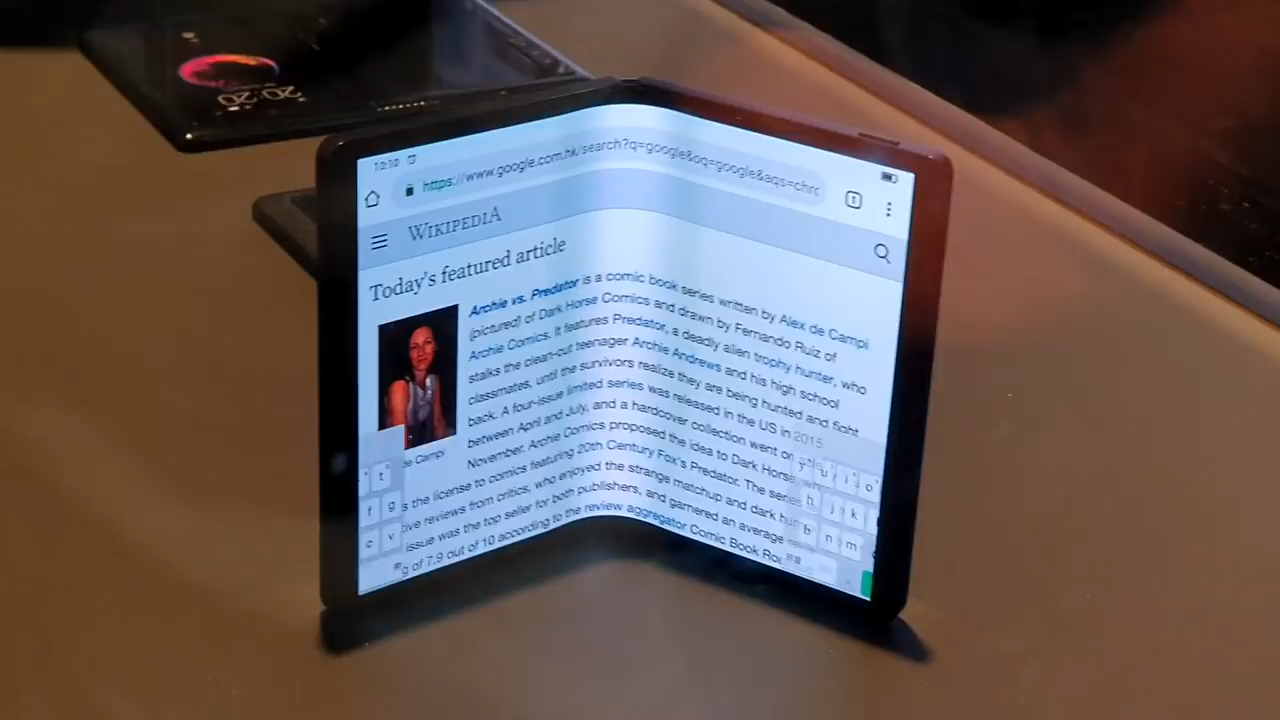 20:20
12:10
https://www.google.com.hk/search?q=google&oq=google&aqs=chrc
WIKIPEDIA
Today's featured article
Archie vs. Predator is a comic book series written by Alex de Campi
(pictured) of Dark Horse Comics and drawn by Fernando Ruiz of
Archie Comics. It features Predator, a deadly alien trophy hunter, who
stalks the clean-cut teenager Archie Andrews and his high school
classmates, until the survivors realize they are being hunted and fight
back. A four-issue limited series was released in the US in 2015
between April and July, and a hardcover collection went on
November. Archie Comics proposed the idea to Dark Horse
de Campi
s the license to comics featuring 20th Century Fox's Predator. The series
tive reviews from critics, who enjoyed the strange matchup and dark
issue was the top seller for both publishers, and garnered an average
g of 7.9 out of 10 according to the review aggregator Comic Book Rou
t
f g
c v
y u i o
h j k
b n m